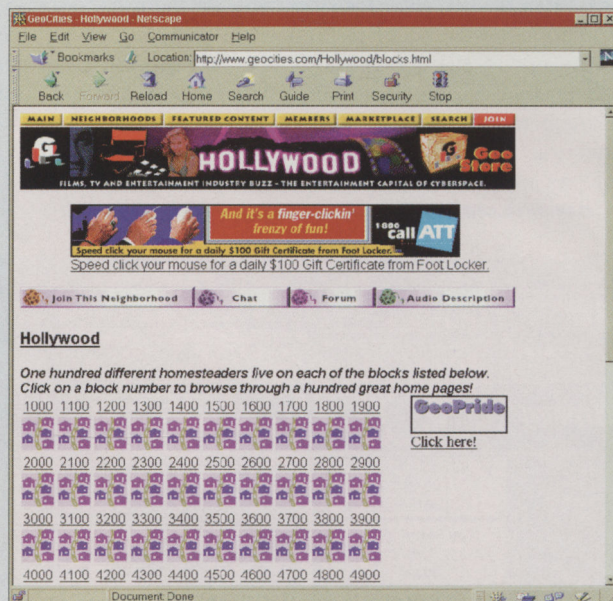 GeoCities - Hollywood - Netscape
File Edit View Go Communicator Help
Bookmarks Location: http://www.geocities.com/Hollywood/blocks.html
N
Back Forward Reload Home Search Guide Print Security Stop
MAIN NEIGHBORHOODS FEATURED CONTENT MEMBERS MARKETPLACE SEARCH JOIN
G HOLLYWOOD G Geo Store
FILMS, TV AND ENTERTAINMENT INDUSTRY BUZZ - THE ENTERTAINMENT CAPITAL OF CYBERSPACE.
And it's a finger-clickin'
frenzy of fun!
1 800 call ATT
Speed click your mouse for a daily $100 Gift Certificate from Foot Locker.
Speed click your mouse for a daily $100 Gift Certificate from Foot Locker.
Join This Neighborhood Chat Forum Audio Description
Hollywood
One hundred different homesteaders live on each of the blocks listed below.
Click on a block number to browse through a hundred great home pages!
1000 1100 1200 1300 1400 1500 1600 1700 1800 1900
GeoPride
Click here!
2000 2100 2200 2300 2400 2500 2600 2700 2800 2900
3000 3100 3200 3300 3400 3500 3600 3700 3800 3900
4000 4100 4200 4300 4400 4500 4600 4700 4800 4900
Document: Done